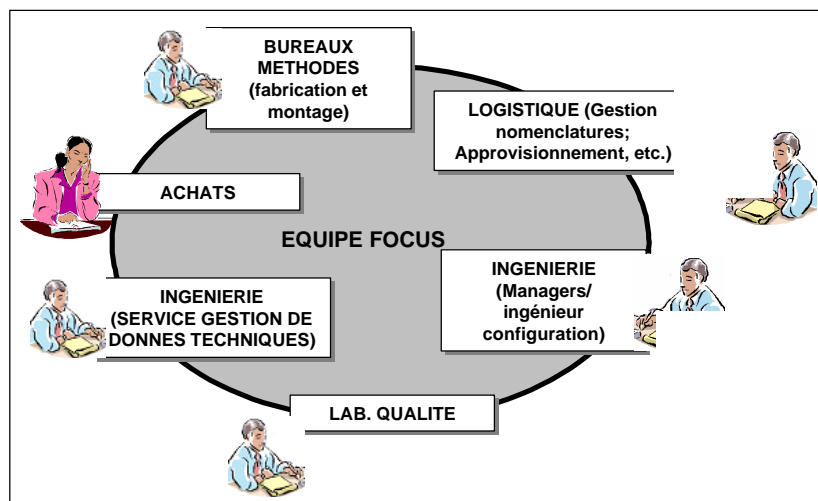 BUREAUX
METHODES
(fabrication et
montage)
LOGISTIQUE (Gestion
nomenclatures;
Approvisionnement, etc.)
ACHATS
EQUIPE FOCUS
INGENIERIE
(Managers/
ingénieur
configuration)
INGENIERIE
(SERVICE GESTION DE
DONNES TECHNIQUES)
LAB. QUALITE